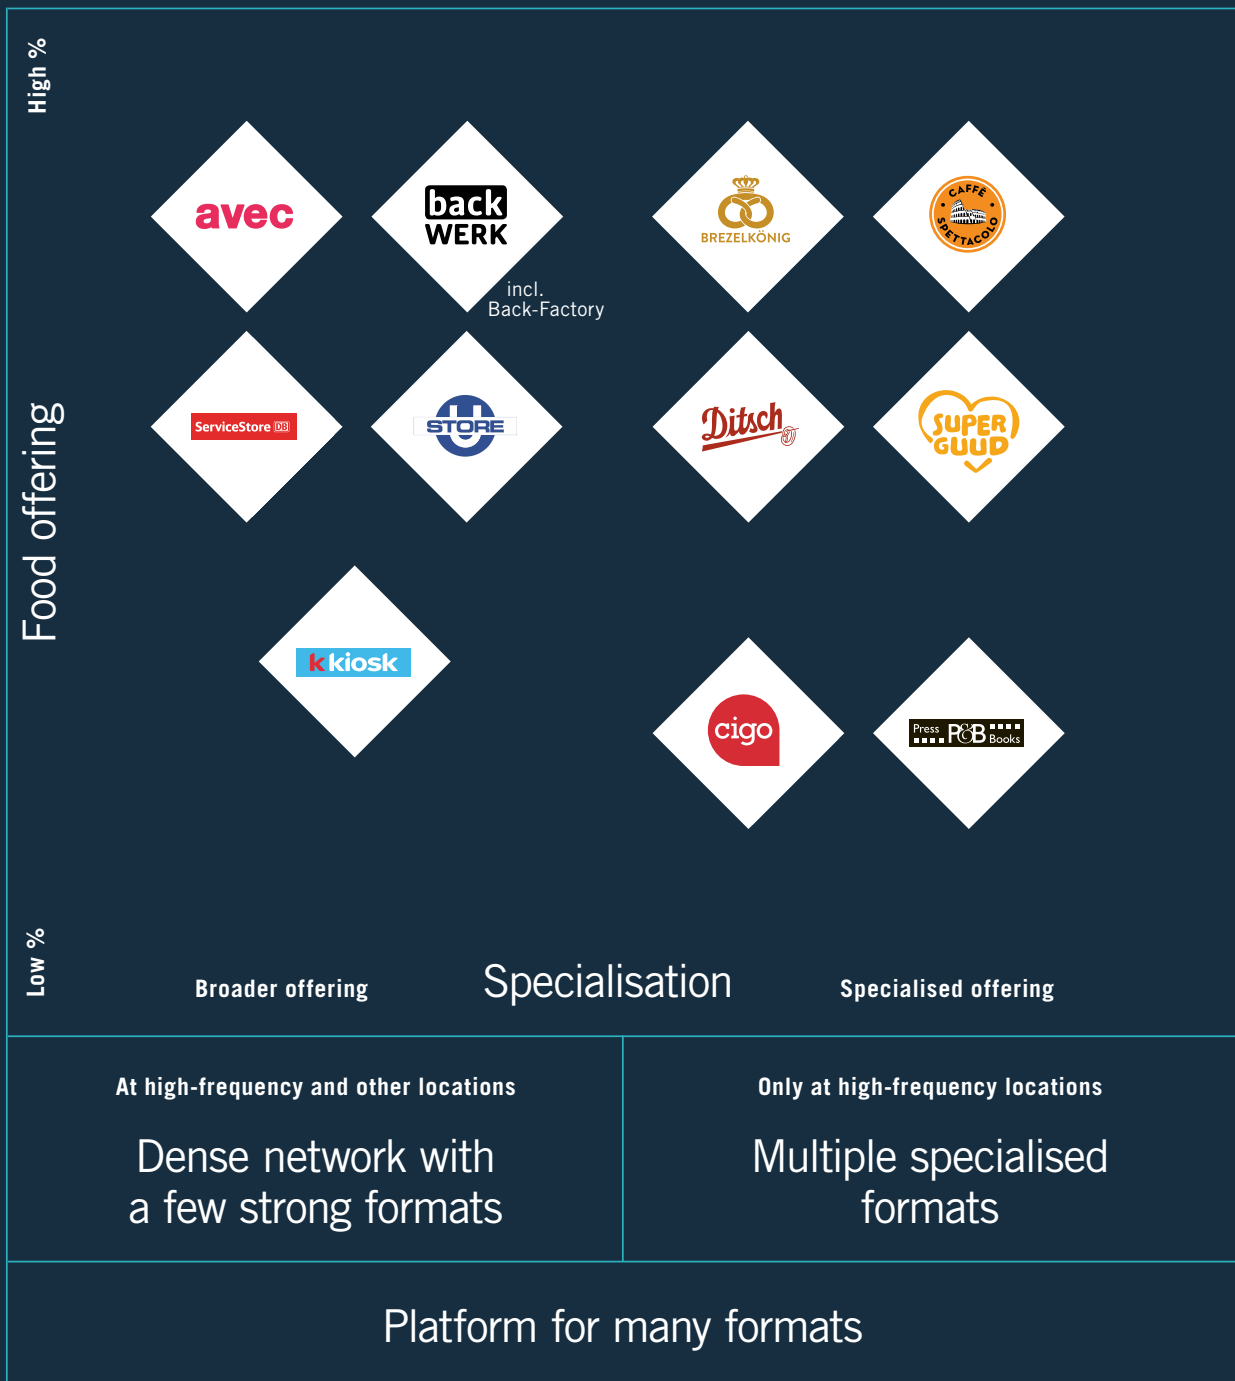 High %
avec
back
WERK
incl.
Back-Factory
BREZELKÖNIG
CAFFÈ
SPETTACOLO
ServiceStore DB
U
STORE
Ditsch
SUPER
GUUD
Food offering
k kiosk
cigo
Press P&B Books
Low %
Broader offering
Specialisation
Specialised offering
At high-frequency and other locations
Dense network with
a few strong formats
Only at high-frequency locations
Multiple specialised
formats
Platform for many formats